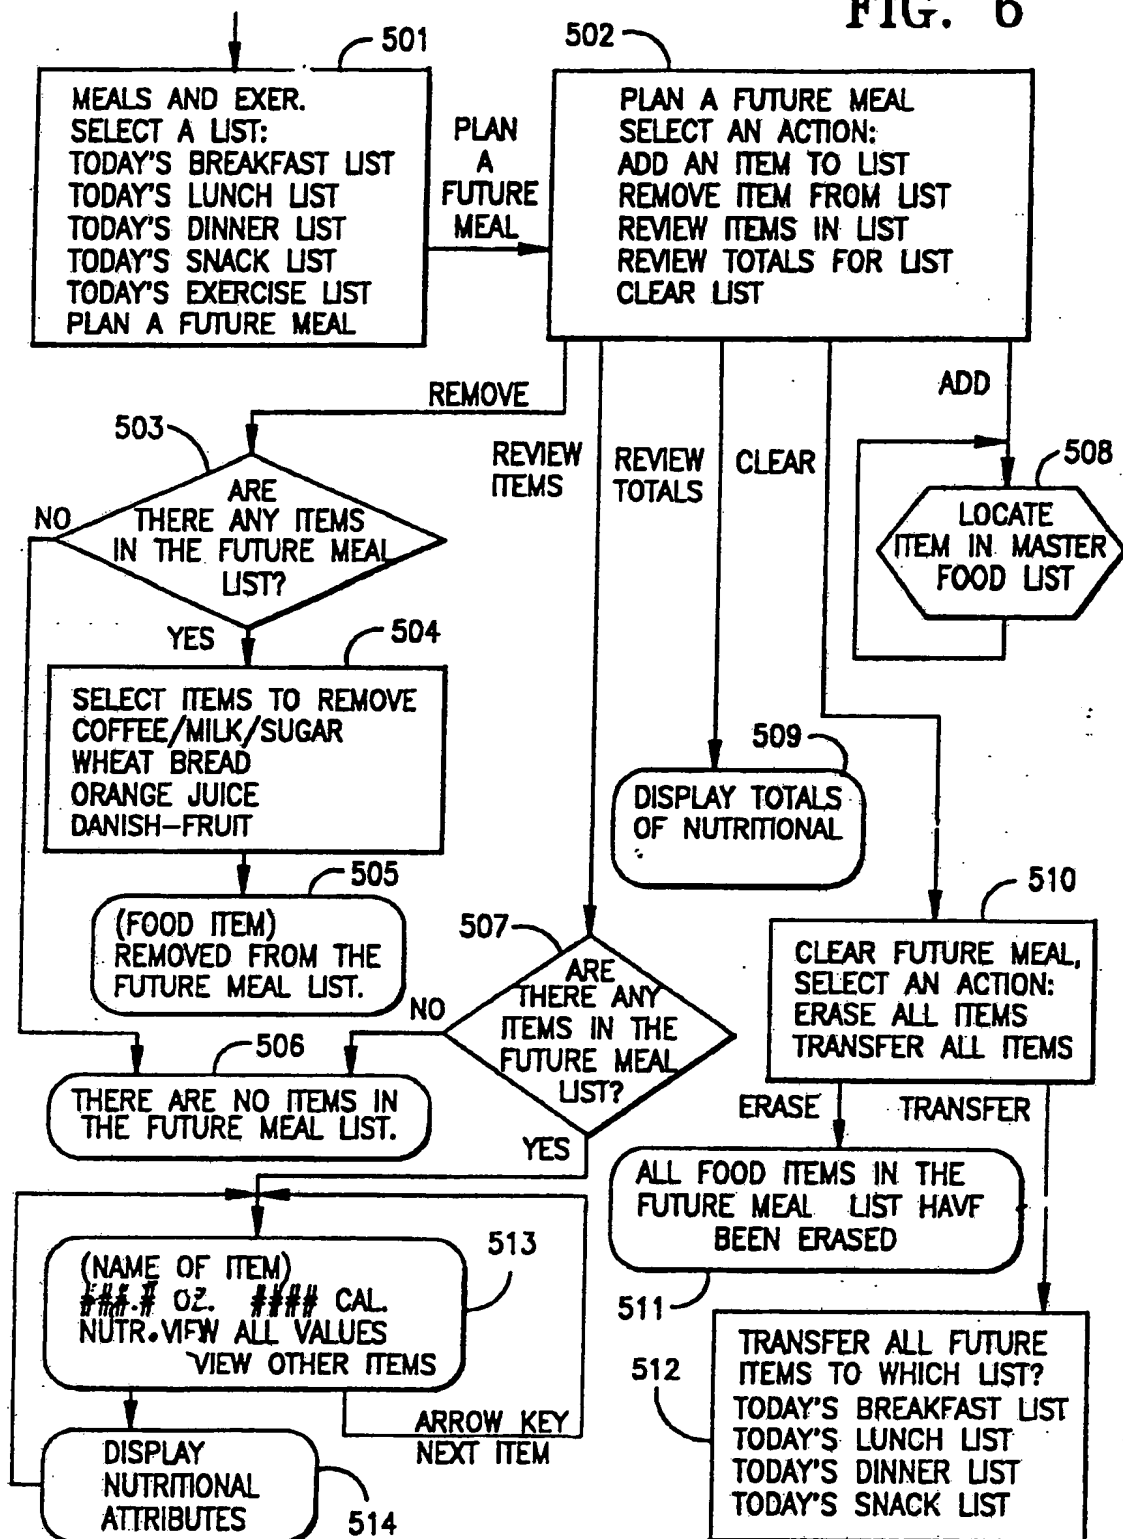 FIG. 6
501
MEALS AND EXER.
SELECT A LIST:
TODAY'S BREAKFAST LIST
TODAY'S LUNCH LIST
TODAY'S DINNER LIST
TODAY'S SNACK LIST
TODAY'S EXERCISE LIST
PLAN A FUTURE MEAL
PLAN
A
FUTURE
MEAL
502
PLAN A FUTURE MEAL
SELECT AN ACTION:
ADD AN ITEM TO LIST
REMOVE ITEM FROM LIST
REVIEW ITEMS IN LIST
REVIEW TOTALS FOR LIST
CLEAR LIST
REMOVE
REVIEW
ITEMS
REVIEW
TOTALS
CLEAR
ADD
503
ARE
THERE ANY ITEMS
IN THE FUTURE MEAL
LIST?
NO
YES
508
LOCATE
ITEM IN MASTER
FOOD LIST
504
SELECT ITEMS TO REMOVE
COFFEE/MILK/SUGAR
WHEAT BREAD
ORANGE JUICE
DANISH-FRUIT
509
DISPLAY TOTALS
OF NUTRITIONAL
505
(FOOD ITEM)
REMOVED FROM THE
FUTURE MEAL LIST.
507
ARE
THERE ANY
ITEMS IN THE
FUTURE MEAL
LIST?
NO
YES
510
CLEAR FUTURE MEAL,
SELECT AN ACTION:
ERASE ALL ITEMS
TRANSFER ALL ITEMS
506
THERE ARE NO ITEMS IN
THE FUTURE MEAL LIST.
ERASE
TRANSFER
ALL FOOD ITEMS IN THE
FUTURE MEAL LIST HAVE
BEEN ERASED
511
513
(NAME OF ITEM)
###.# OZ. #### CAL.
NUTR.VIEW ALL VALUES
VIEW OTHER ITEMS
ARROW KEY
NEXT ITEM
512
TRANSFER ALL FUTURE
ITEMS TO WHICH LIST?
TODAY'S BREAKFAST LIST
TODAY'S LUNCH LIST
TODAY'S DINNER LIST
TODAY'S SNACK LIST
DISPLAY
NUTRITIONAL
ATTRIBUTES
514